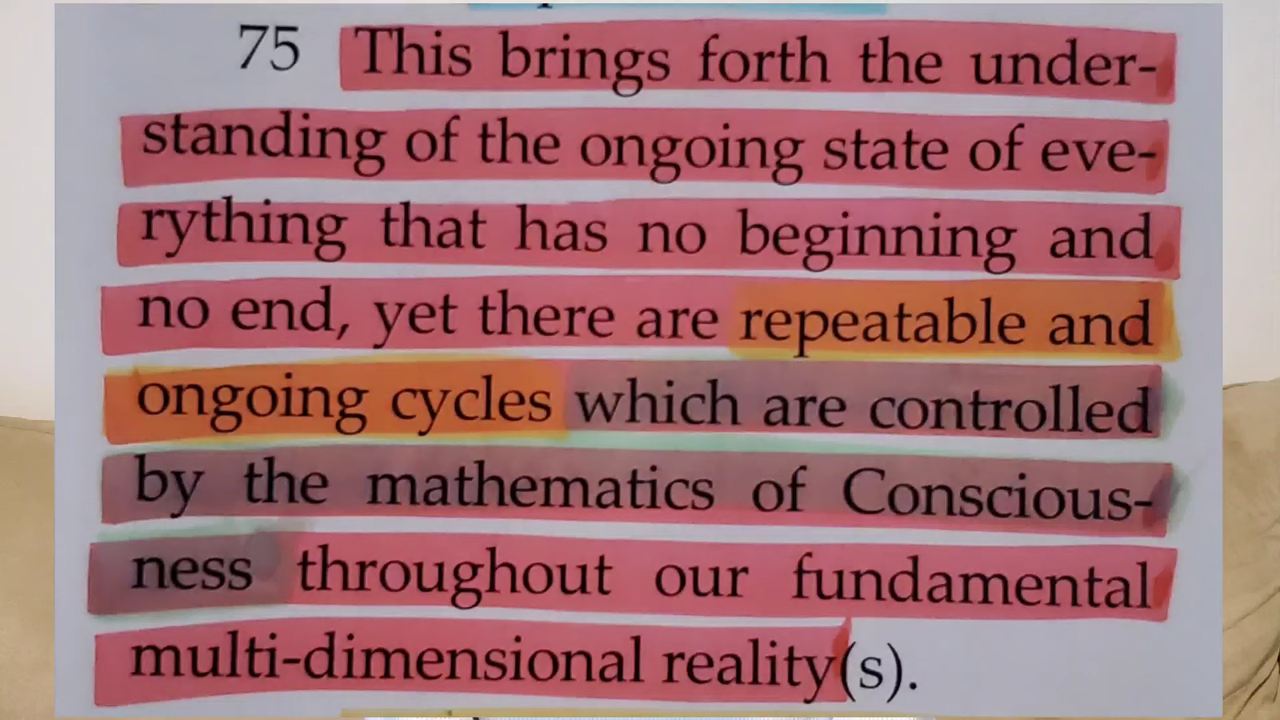 75 This brings forth the under-
standing of the ongoing state of eve-
rything that has no beginning and
no end, yet there are repeatable and
ongoing cycles which are controlled
by the mathematics of Conscious-
ness throughout our fundamental
multi-dimensional reality(s).